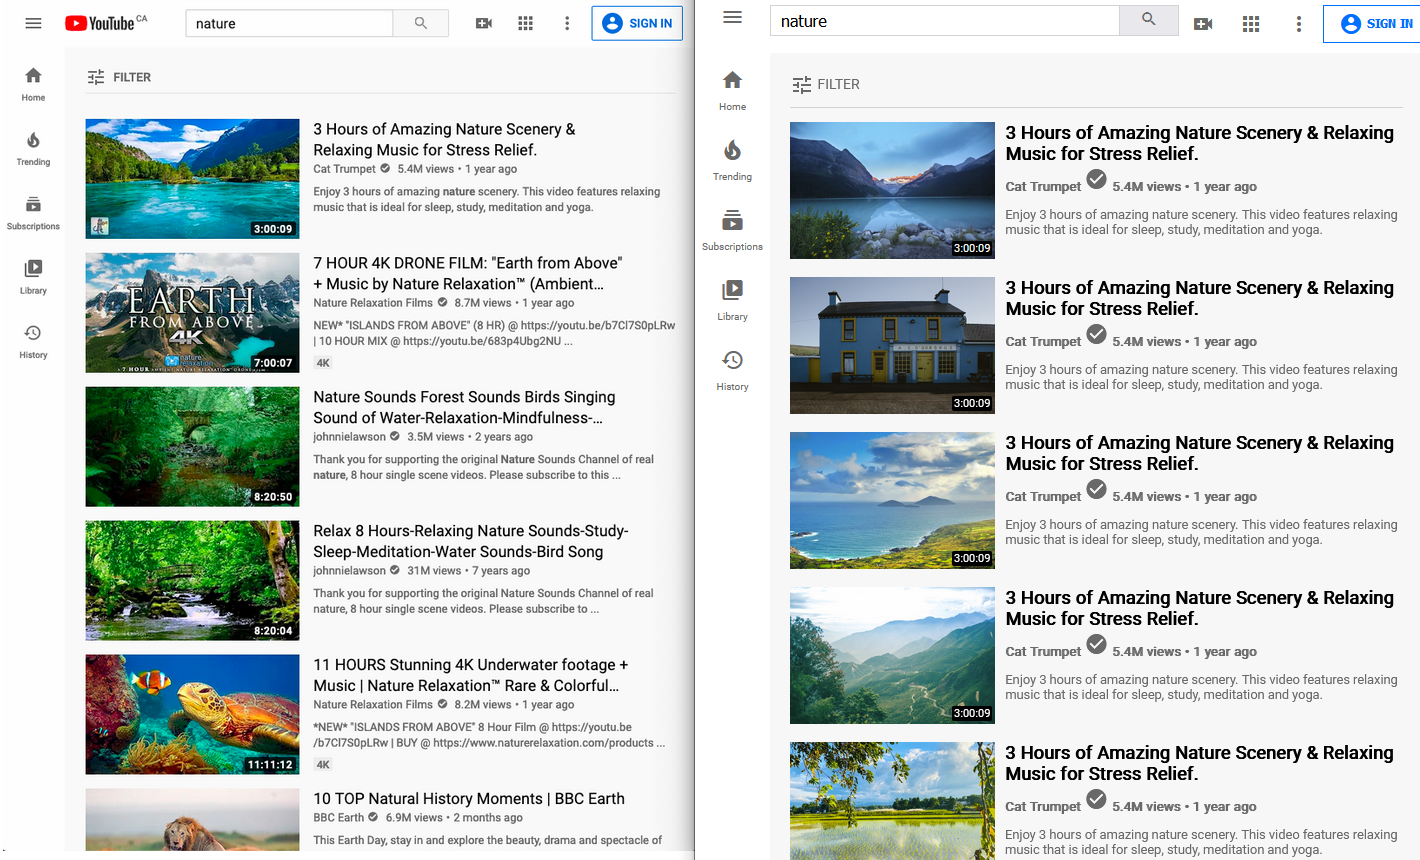 YouTube CA
nature
SIGN IN
FILTER
Home
Trending
Subscriptions
Library
History
3 Hours of Amazing Nature Scenery &
Relaxing Music for Stress Relief.
Cat Trumpet 5.4M views • 1 year ago
Enjoy 3 hours of amazing nature scenery. This video features relaxing
music that is ideal for sleep, study, meditation and yoga.
3:00:09
7 HOUR 4K DRONE FILM: "Earth from Above"
+ Music by Nature Relaxation™ (Ambient…
Nature Relaxation Films 8.7M views • 1 year ago
NEW* "ISLANDS FROM ABOVE" (8 HR) @ https://youtu.be/b7Cl7S0pLRw
| 10 HOUR MIX @ https://youtu.be/683p4Ubg2NU ...
4K
EARTH
FROM ABOVE
4K
nature
relaxation
7:00:07
Nature Sounds Forest Sounds Birds Singing
Sound of Water-Relaxation-Mindfulness-…
johnnielawson 3.5M views • 2 years ago
Thank you for supporting the original Nature Sounds Channel of real
nature, 8 hour single scene videos. Please subscribe to this ...
8:20:50
Relax 8 Hours-Relaxing Nature Sounds-Study-
Sleep-Meditation-Water Sounds-Bird Song
johnnielawson 31M views • 7 years ago
Thank you for supporting the original Nature Sounds Channel of real
nature, 8 hour single scene videos. Please subscribe to ...
8:20:04
11 HOURS Stunning 4K Underwater footage +
Music | Nature Relaxation™ Rare & Colorful…
Nature Relaxation Films 8.2M views • 1 year ago
*NEW* "ISLANDS FROM ABOVE" 8 Hour Film @ https://youtu.be
/b7Cl7S0pLRw | BUY @ https://www.naturerelaxation.com/products ...
4K
11:11:12
10 TOP Natural History Moments | BBC Earth
BBC Earth 6.9M views • 2 months ago
This Earth Day, stay in and explore the beauty, drama and spectacle of
nature
SIGN IN
FILTER
Home
Trending
Subscriptions
Library
History
3 Hours of Amazing Nature Scenery & Relaxing
Music for Stress Relief.
Cat Trumpet 5.4M views • 1 year ago
Enjoy 3 hours of amazing nature scenery. This video features relaxing
music that is ideal for sleep, study, meditation and yoga.
3:00:09
3 Hours of Amazing Nature Scenery & Relaxing
Music for Stress Relief.
Cat Trumpet 5.4M views • 1 year ago
Enjoy 3 hours of amazing nature scenery. This video features relaxing
music that is ideal for sleep, study, meditation and yoga.
3:00:09
3 Hours of Amazing Nature Scenery & Relaxing
Music for Stress Relief.
Cat Trumpet 5.4M views • 1 year ago
Enjoy 3 hours of amazing nature scenery. This video features relaxing
music that is ideal for sleep, study, meditation and yoga.
3:00:09
3 Hours of Amazing Nature Scenery & Relaxing
Music for Stress Relief.
Cat Trumpet 5.4M views • 1 year ago
Enjoy 3 hours of amazing nature scenery. This video features relaxing
music that is ideal for sleep, study, meditation and yoga.
3:00:09
3 Hours of Amazing Nature Scenery & Relaxing
Music for Stress Relief.
Cat Trumpet 5.4M views • 1 year ago
Enjoy 3 hours of amazing nature scenery. This video features relaxing
music that is ideal for sleep, study, meditation and yoga.